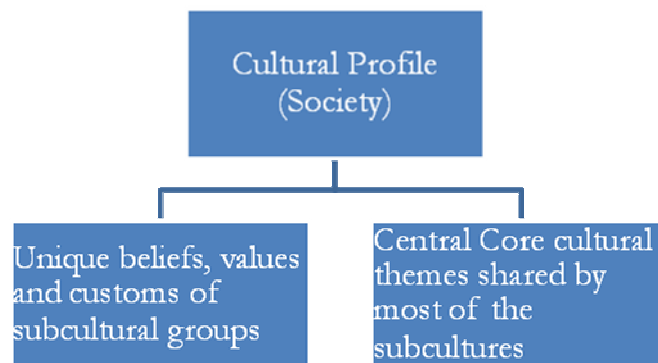 Cultural Profile
(Society)
Unique beliefs, values
and customs of
subcultural groups
Central Core cultural
themes shared by
most of the
subcultures